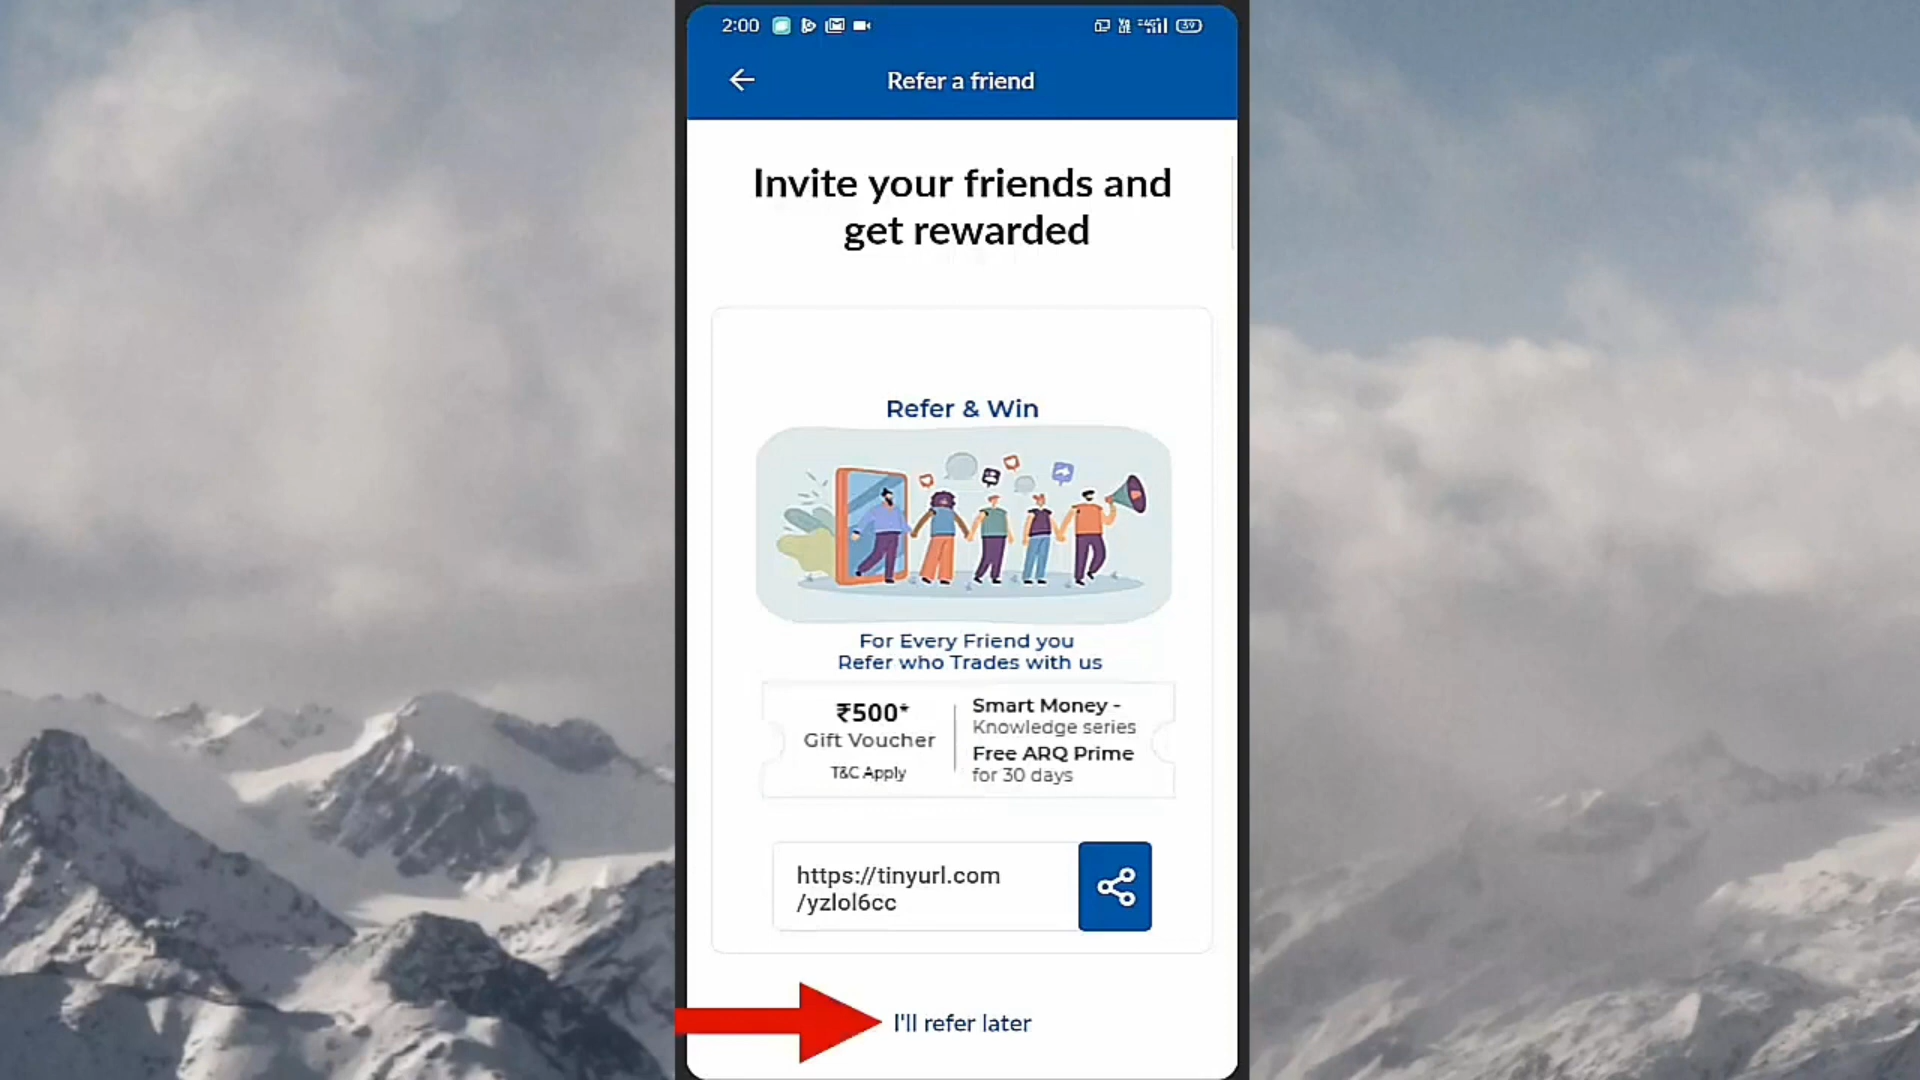 2:00
39
Refer a friend
Invite your friends and
get rewarded
Refer & Win
For Every Friend you
Refer who Trades with us
₹500*
Gift Voucher
T&C Apply
Smart Money -
Knowledge series
Free ARQ Prime
for 30 days
https://tinyurl.com
/yzlol6cc
I'll refer later